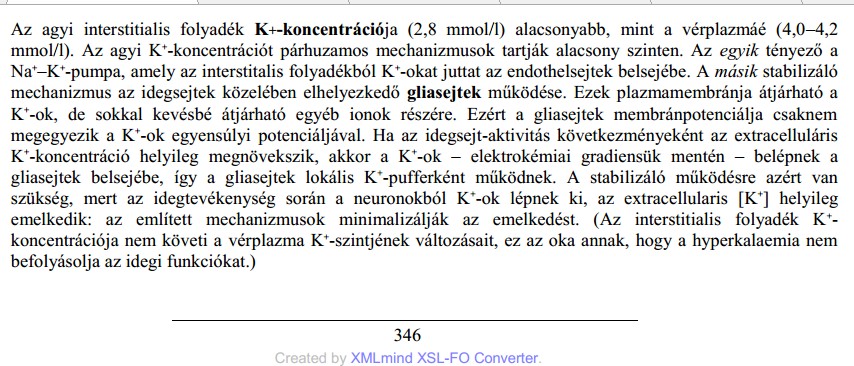 Az agyi interstitialis folyadék K+-koncentrációja (2,8 mmol/l) alacsonyabb, mint a vérplazmáé (4,0–4,2
mmol/l). Az agyi K⁺-koncentrációt párhuzamos mechanizmusok tartják alacsony szinten. Az egyik tényező a
Na⁺–K⁺-pumpa, amely az interstitalis folyadékból K⁺-okat juttat az endothelsejtek belsejébe. A másik stabilizáló
mechanizmus az idegsejtek közelében elhelyezkedő gliasejtek működése. Ezek plazmamembránja átjárható a
K⁺-ok, de sokkal kevésbé átjárható egyéb ionok részére. Ezért a gliasejtek membránpotenciálja csaknem
megegyezik a K⁺-ok egyensúlyi potenciáljával. Ha az idegsejt-aktivitás következményeként az extracelluláris
K⁺-koncentráció helyileg megnövekszik, akkor a K⁺-ok – elektrokémiai gradiensük mentén – belépnek a
gliasejtek belsejébe, így a gliasejtek lokális K⁺-pufferként működnek. A stabilizáló működésre azért van
szükség, mert az idegtevékenység során a neuronokból K⁺-ok lépnek ki, az extracellularis [K⁺] helyileg
emelkedik: az említett mechanizmusok minimalizálják az emelkedést. (Az interstitialis folyadék K⁺-
koncentrációja nem követi a vérplazma K⁺-szintjének változásait, ez az oka annak, hogy a hyperkalaemia nem
befolyásolja az idegi funkciókat.)
346
Created by XMLmind XSL-FO Converter.